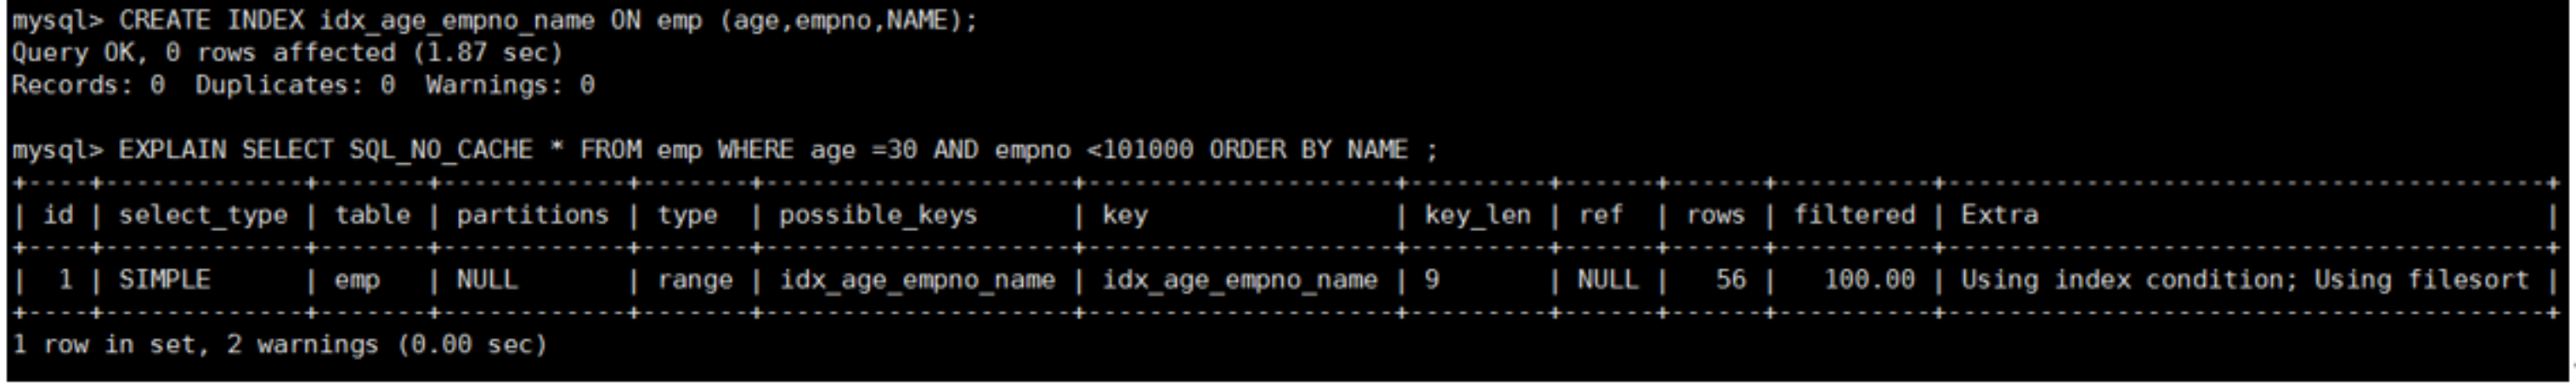 mysql> CREATE INDEX idx_age_empno_name ON emp (age,empno,NAME);
Query OK, 0 rows affected (1.87 sec)
Records: 0  Duplicates: 0  Warnings: 0

mysql> EXPLAIN SELECT SQL_NO_CACHE * FROM emp WHERE age =30 AND empno <101000 ORDER BY NAME ;
+----+-------------+-------+------------+-------+--------------------+--------------------+---------+------+------+----------+---------------------------------------+
| id | select_type | table | partitions | type  | possible_keys      | key                | key_len | ref  | rows | filtered | Extra                                 |
+----+-------------+-------+------------+-------+--------------------+--------------------+---------+------+------+----------+---------------------------------------+
|  1 | SIMPLE      | emp   | NULL       | range | idx_age_empno_name | idx_age_empno_name | 9       | NULL |   56 |   100.00 | Using index condition; Using filesort |
+----+-------------+-------+------------+-------+--------------------+--------------------+---------+------+------+----------+---------------------------------------+
1 row in set, 2 warnings (0.00 sec)